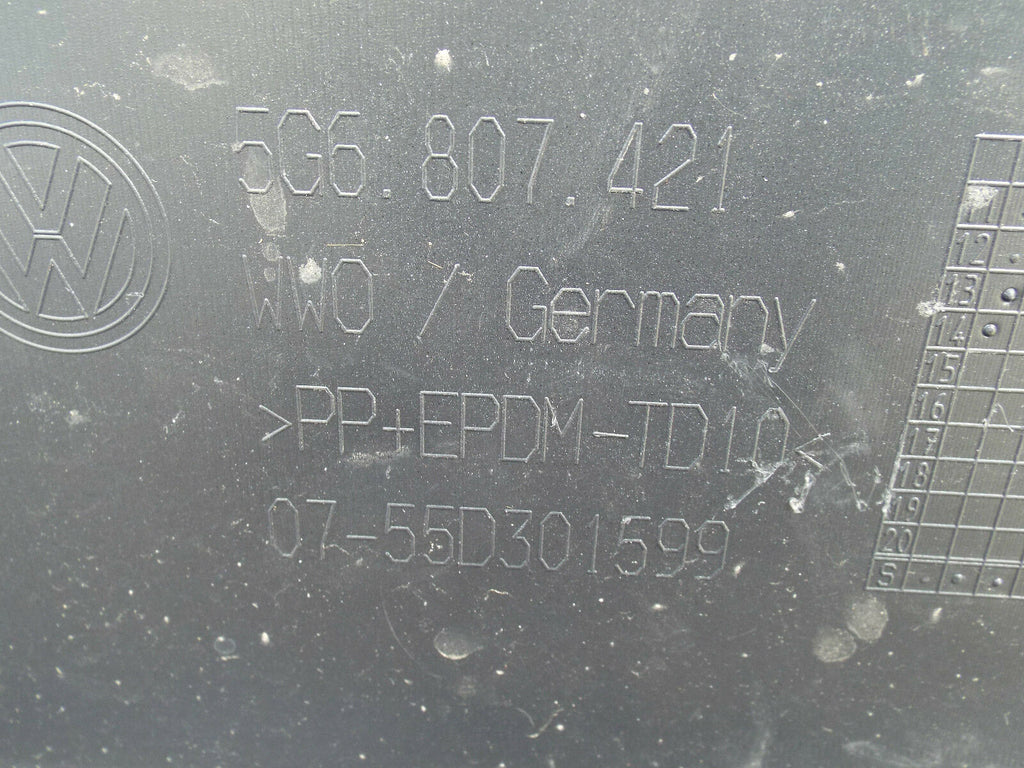 5G6.807.421
WWO / Germany
>PP+EPDM-TD10<
07-55D301599
11
12
13
14
15
16
17
18
19
20
S